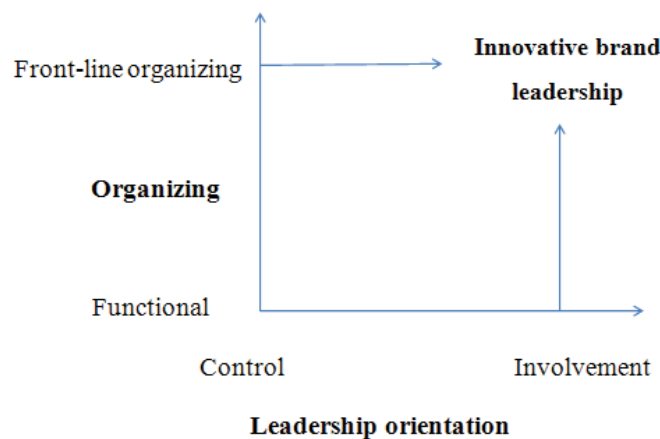 Innovative brand
leadership
Front-line organizing
Organizing
Functional
Control
Involvement
Leadership orientation